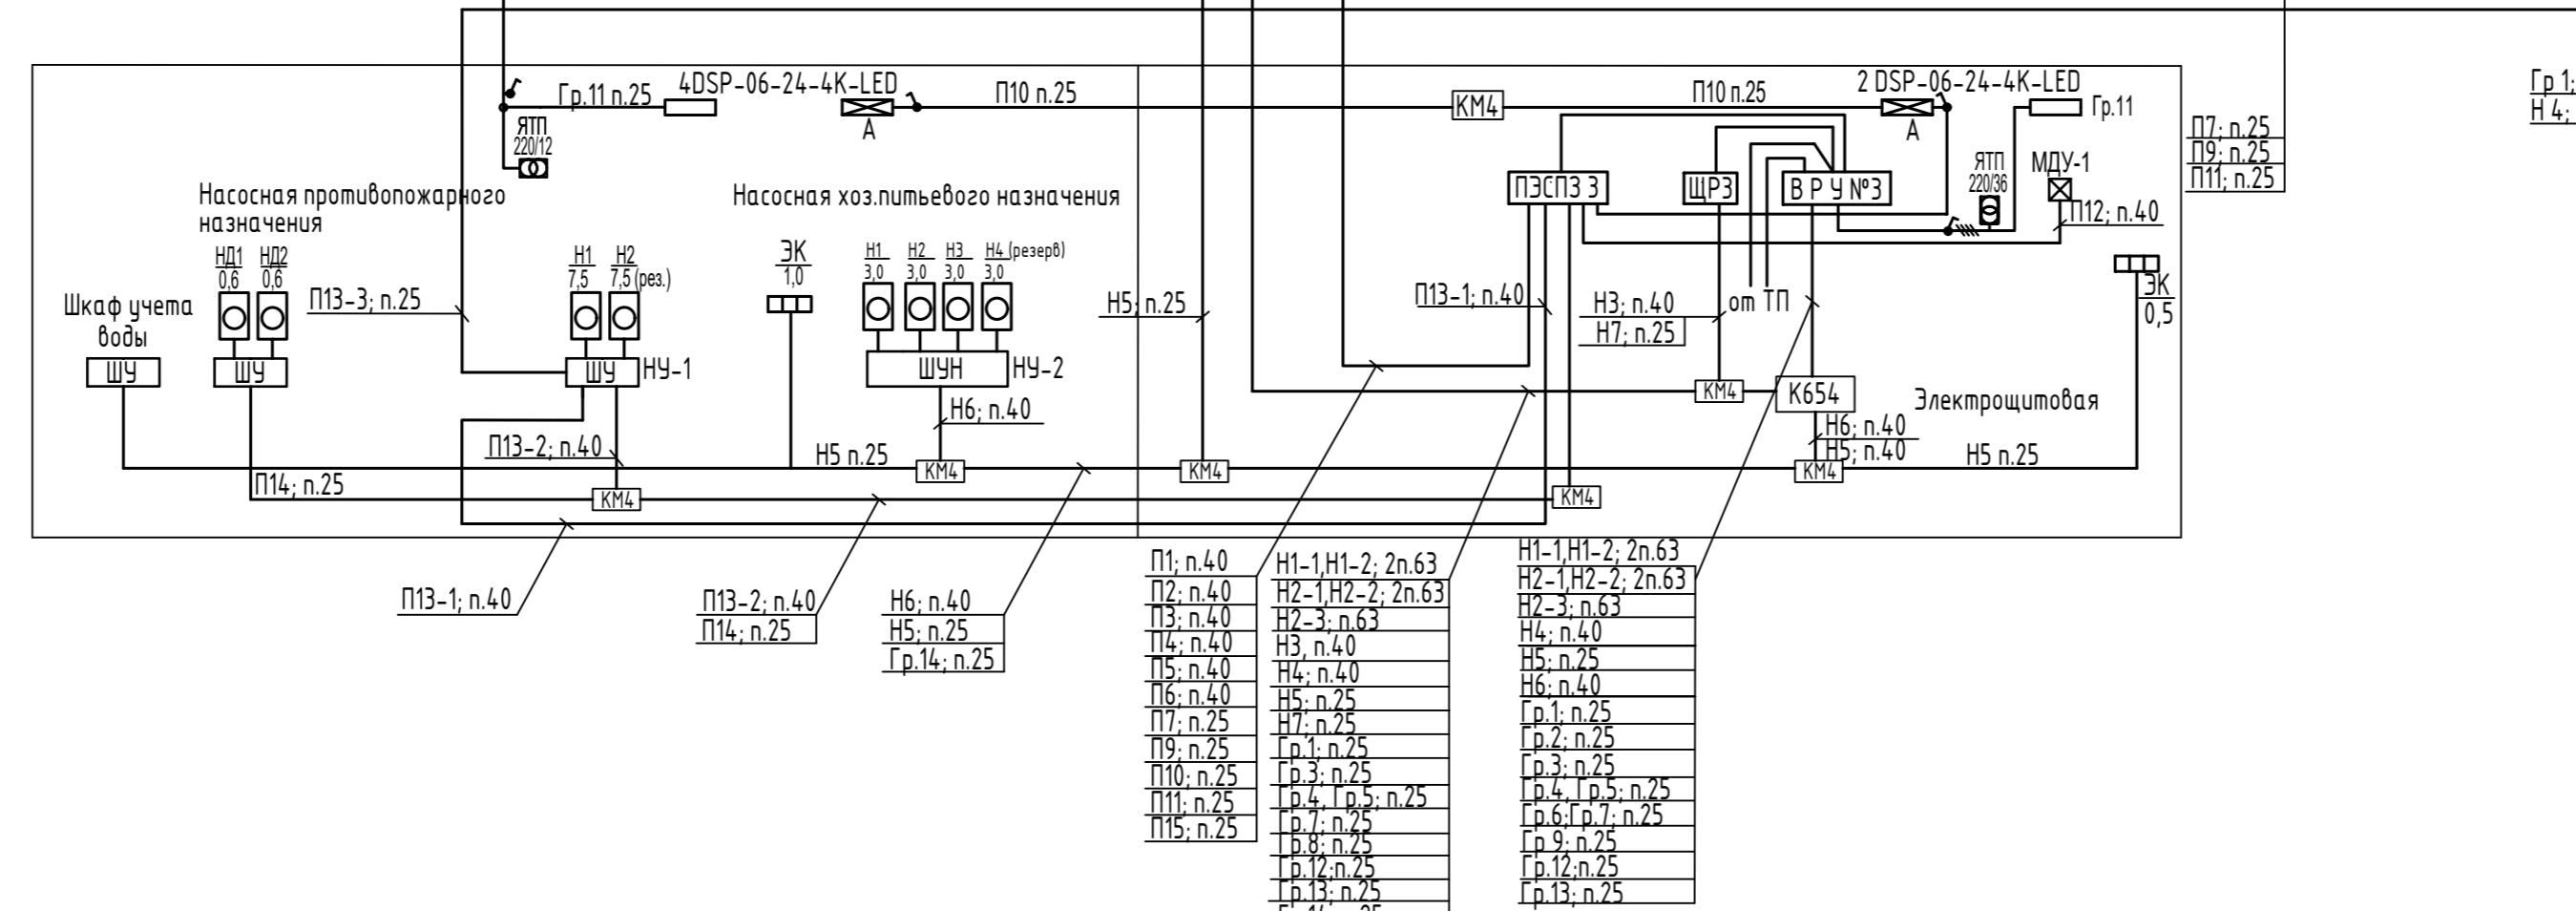 Гр.11 п.25
4DSP-06-24-4K-LED
А
П10 п.25
КМ4
П10 п.25
2 DSP-06-24-4K-LED
А
Гр.11
Гр 1;
Н 4;
П7; п.25
П9; п.25
П11; п.25
ЯТП
220/12
Насосная противопожарного
назначения
Насосная хоз.питьевого назначения
ПЭСПЗ 3
ЩР3
ВРУ№3
ЯТП
220/36
МДУ-1
П12; п.40
НД1
0,6
НД2
0,6
Н1
7,5
Н2
7,5 (рез.)
ЭК
1,0
Н1
3,0
Н2
3,0
Н3
3,0
Н4 (резерв)
3,0
Шкаф учета
воды
П13-3; п.25
Н5; п.25
П13-1; п.40
Н3; п.40
Н7; п.25
от ТП
ЭК
0,5
ШУ
ШУ
ШУ
НУ-1
ШУН
НУ-2
КМ4
К654
Электрощитовая
Н6; п.40
Н6; п.40
Н5; п.40
П13-2; п.40
Н5 п.25
КМ4
КМ4
КМ4
Н5 п.25
П14; п.25
КМ4
КМ4
П13-1; п.40
П13-2; п.40
П14; п.25
Н6; п.40
Н5; п.25
Гр.14; п.25
П1; п.40
П2; п.40
П3; п.40
П4; п.40
П5; п.40
П6; п.40
П7; п.25
П9; п.25
П10; п.25
П11; п.25
П15; п.25
Н1-1,Н1-2; 2п.63
Н2-1,Н2-2; 2п.63
Н2-3; п.63
Н3, п.40
Н4; п.40
Н5; п.25
Н7; п.25
Гр.1; п.25
Гр.3; п.25
Гр.4, Гр.5; п.25
Гр.7; п.25
Гр.8; п.25
Гр.12;п.25
Гр.13; п.25
Н1-1,Н1-2; 2п.63
Н2-1,Н2-2; 2п.63
Н2-3; п.63
Н4; п.40
Н5; п.25
Н6; п.40
Гр.1; п.25
Гр.2; п.25
Гр.3; п.25
Гр.4, Гр.5; п.25
Гр.6;Гр.7; п.25
Гр 9; п.25
Гр.12;п.25
Гр.13; п.25